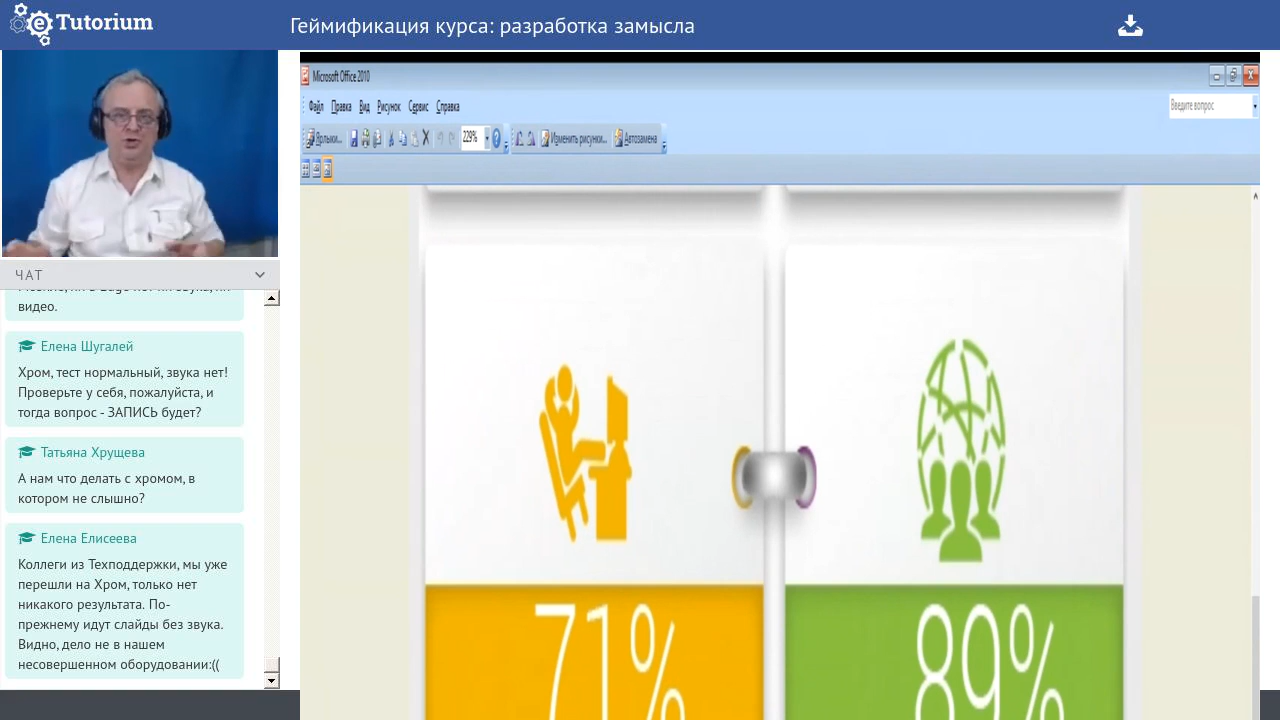 eTutorium
Геймификация курса: разработка замысла
Microsoft Office 2010
Файл Правка Вид Рисунок Сервис Справка
Введите вопрос
Ярлыки...
229%
Изменить рисунки...
Автозамена
ЧАТ
видео.
Елена Шугалей
Хром, тест нормальный, звука нет!
Проверьте у себя, пожалуйста, и
тогда вопрос - ЗАПИСЬ будет?
Татьяна Хрущева
А нам что делать с хромом, в
котором не слышно?
Елена Елисеева
Коллеги из Техподдержки, мы уже
перешли на Хром, только нет
никакого результата. По-
прежнему идут слайды без звука.
Видно, дело не в нашем
несовершенном оборудовании:((
71%
89%